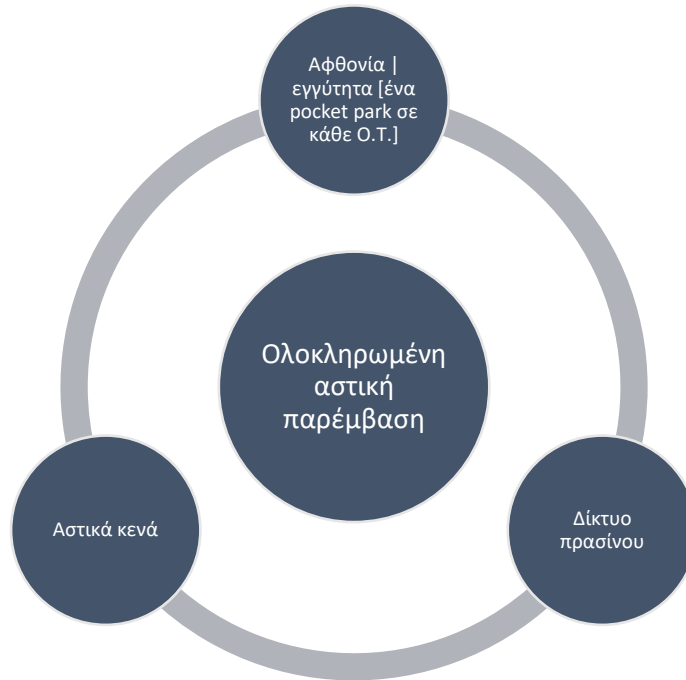 Αφθονία |
εγγύτητα [ένα
pocket park σε
κάθε Ο.Τ.]
Ολοκληρωμένη
αστική
παρέμβαση
Αστικά κενά
Δίκτυο
πρασίνου